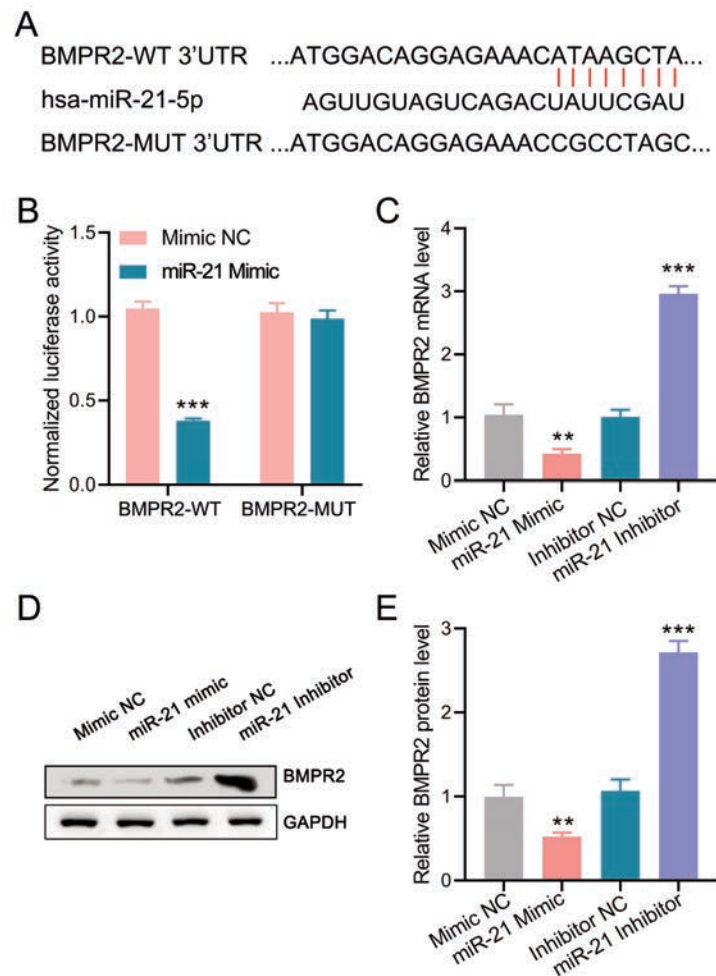 A
BMPR2-WT 3'UTR ...ATGGACAGGAGAAACATAAGCTA...
hsa-miR-21-5p AGUUGUAGUCAGACUAUUCGAU
BMPR2-MUT 3'UTR ...ATGGACAGGAGAAACCGCCTAGC...
B
Mimic NC
miR-21 Mimic
Normalized luciferase activity
1.5
1.0
0.5
0.0
***
BMPR2-WT BMPR2-MUT
C
Relative BMPR2 mRNA level
4
3
2
1
0
**
***
Mimic NC
miR-21 Mimic
Inhibitor NC
miR-21 Inhibitor
D
Mimic NC
miR-21 mimic
Inhibitor NC
miR-21 Inhibitor
BMPR2
GAPDH
E
Relative BMPR2 protein level
3
2
1
0
**
***
Mimic NC
miR-21 Mimic
Inhibitor NC
miR-21 Inhibitor